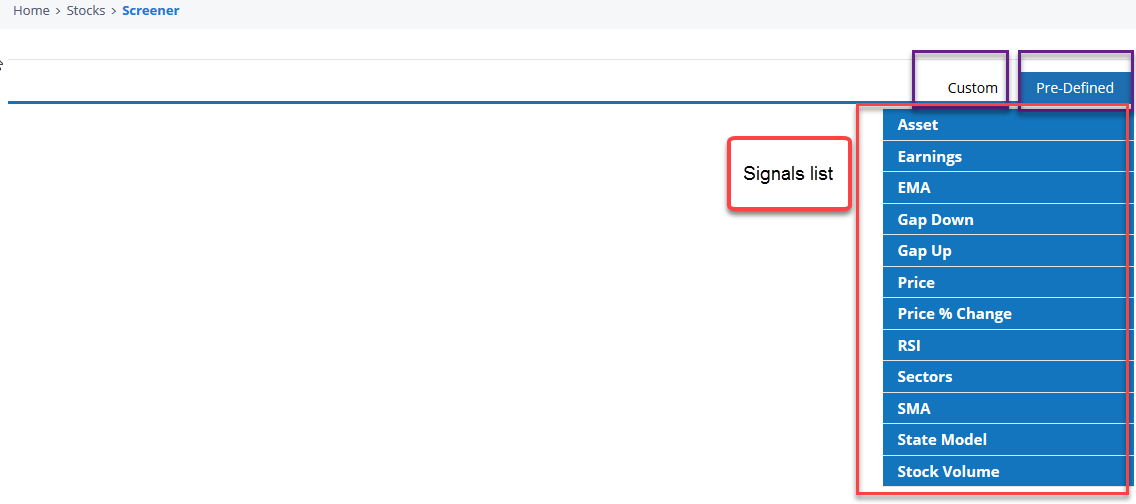 Home > Stocks > Screener
Custom
Pre-Defined
Signals list
Asset
Earnings
EMA
Gap Down
Gap Up
Price
Price % Change
RSI
Sectors
SMA
State Model
Stock Volume